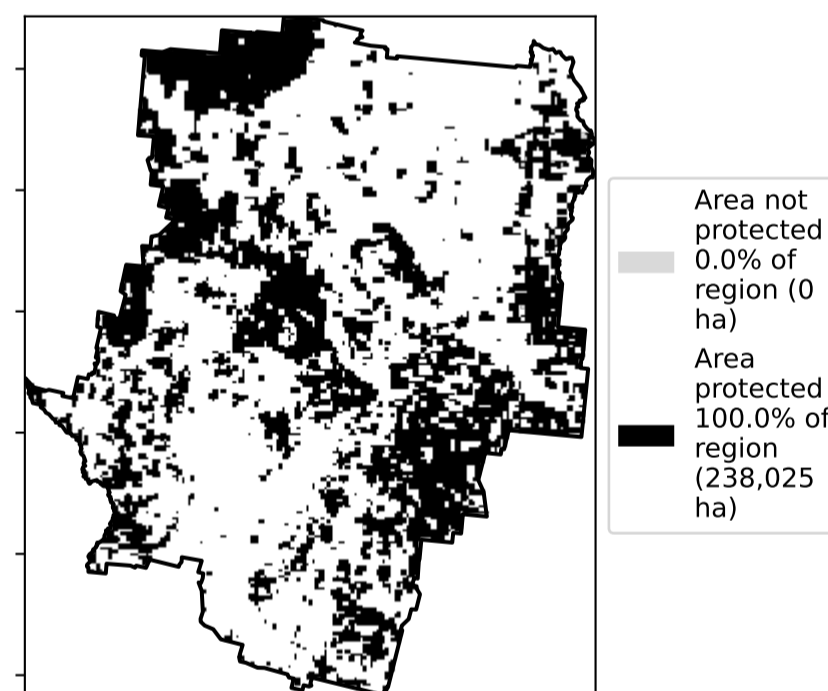 Area not
protected
0.0% of
region (0
ha)
Area
protected
100.0% of
region
(238,025
ha)